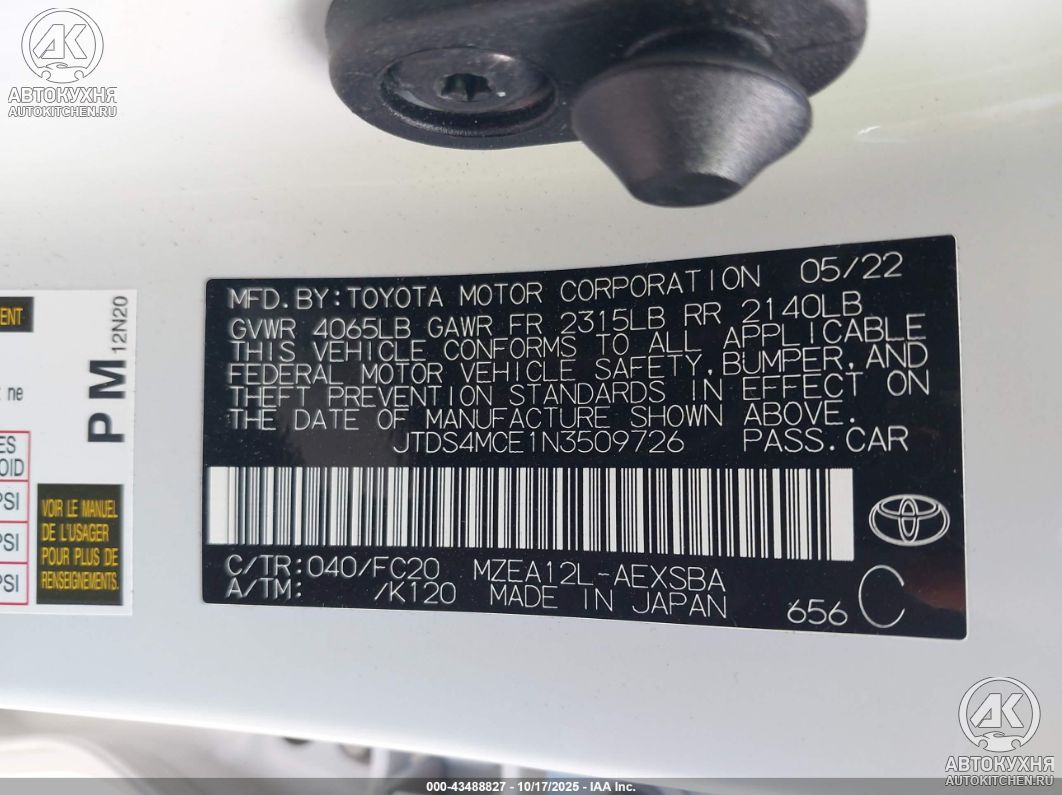 АК
АВТОКУХНЯ
AUTOKITCHEN.RU
MFD.BY:TOYOTA MOTOR CORPORATION 05/22
GVWR 4065LB GAWR FR 2315LB RR 2140LB
THIS VEHICLE CONFORMS TO ALL APPLICABLE
FEDERAL MOTOR VEHICLE SAFETY,BUMPER,AND
THEFT PREVENTION STANDARDS IN EFFECT ON
THE DATE OF MANUFACTURE SHOWN ABOVE.
JTDS4MCE1N3509726 PASS.CAR
C/TR:040/FC20 MZEA12L-AEXSBA
A/TM: /K120 MADE IN JAPAN 656 C
PM 12N20
ne
PSI
PSI
PSI
VOIR LE MANUEL
DE L'USAGER
POUR PLUS DE
RENSEIGNEMENTS
АК
АВТОКУХНЯ
AUTOKITCHEN.RU
000-43488827 - 10/17/2025 - IAA Inc.